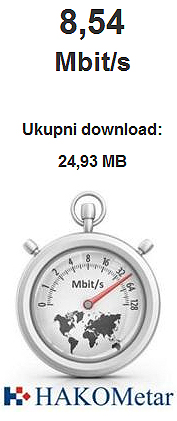 8,54
Mbit/s
Ukupni download:
24,93 MB
0 1 2 4 8 16 32 64 128
Mbit/s
HAKOMetar